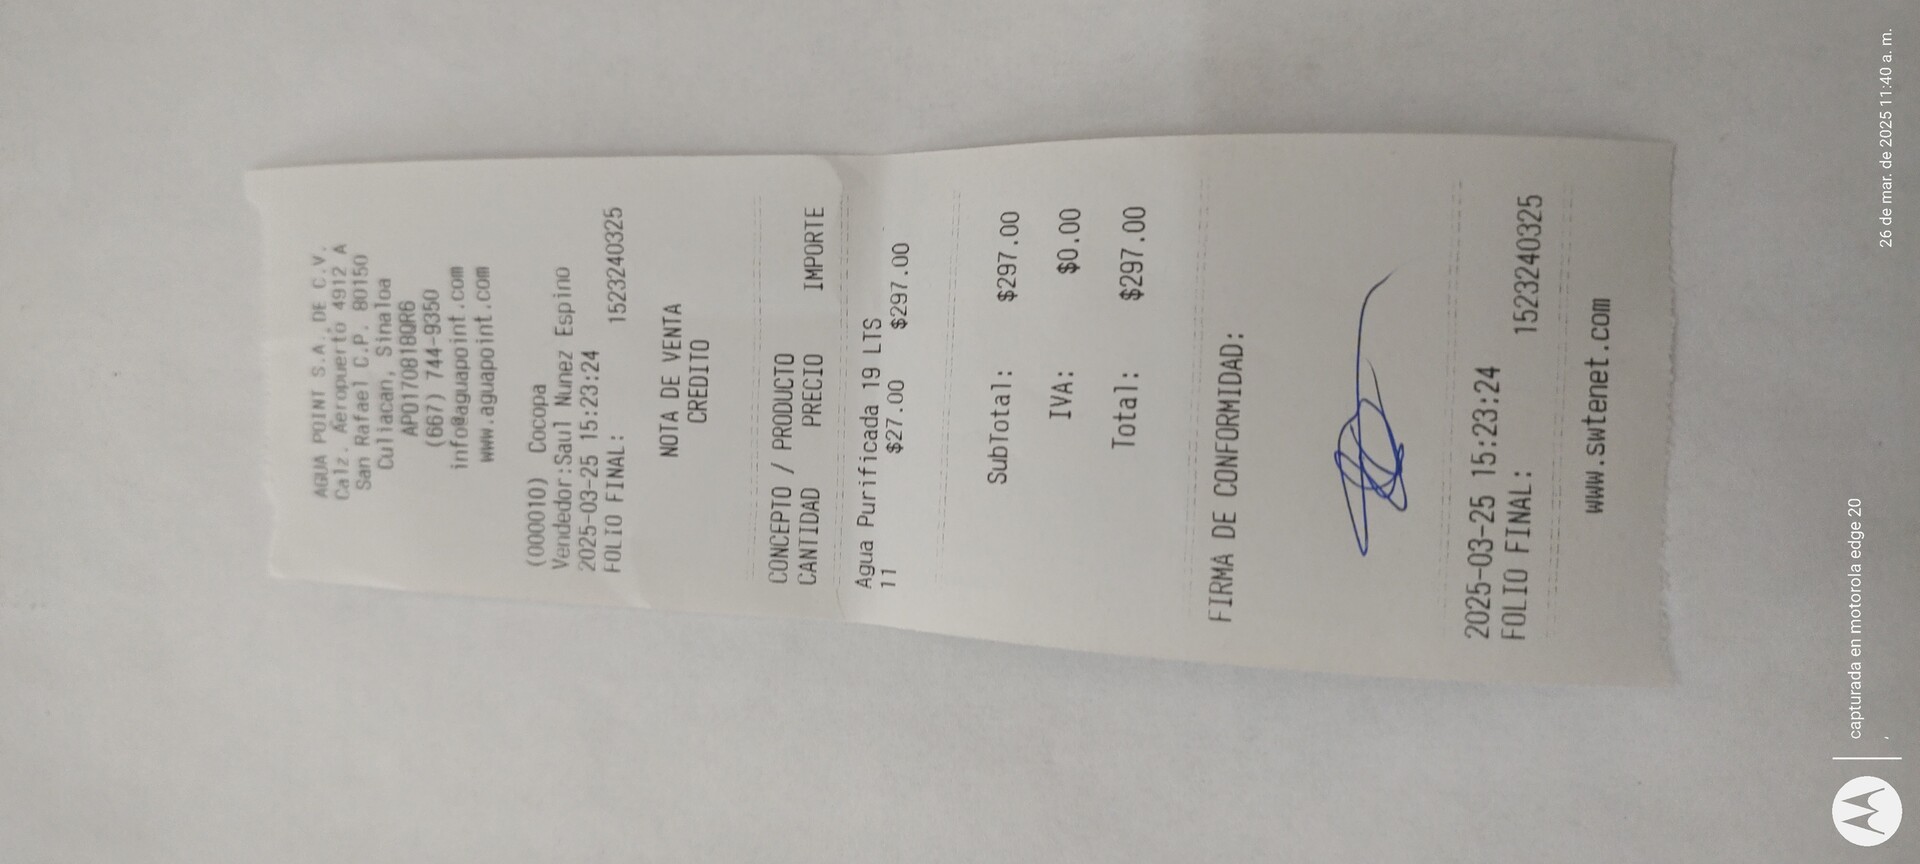 AGUA POINT S.A. DE C.V.
Calz. Aeropuerto 4912 A
San Rafael C.P. 80150
Culiacan, Sinaloa
APO170818QR6
(667) 744-9350
info@aguapoint.com
www.aguapoint.com
(000010) Cocopa
Vendedor:Saul Nunez Espino
2025-03-25 15:23:24
FOLIO FINAL: 1523240325
NOTA DE VENTA
CREDITO
CONCEPTO / PRODUCTO
CANTIDAD PRECIO IMPORTE
Agua Purificada 19 LTS
11 $27.00 $297.00
SubTotal: $297.00
IVA: $0.00
Total: $297.00
FIRMA DE CONFORMIDAD:
2025-03-25 15:23:24
FOLIO FINAL: 1523240325
www.swtenet.com
capturada en motorola edge 20
26 de mar. de 2025 11:40 a. m.